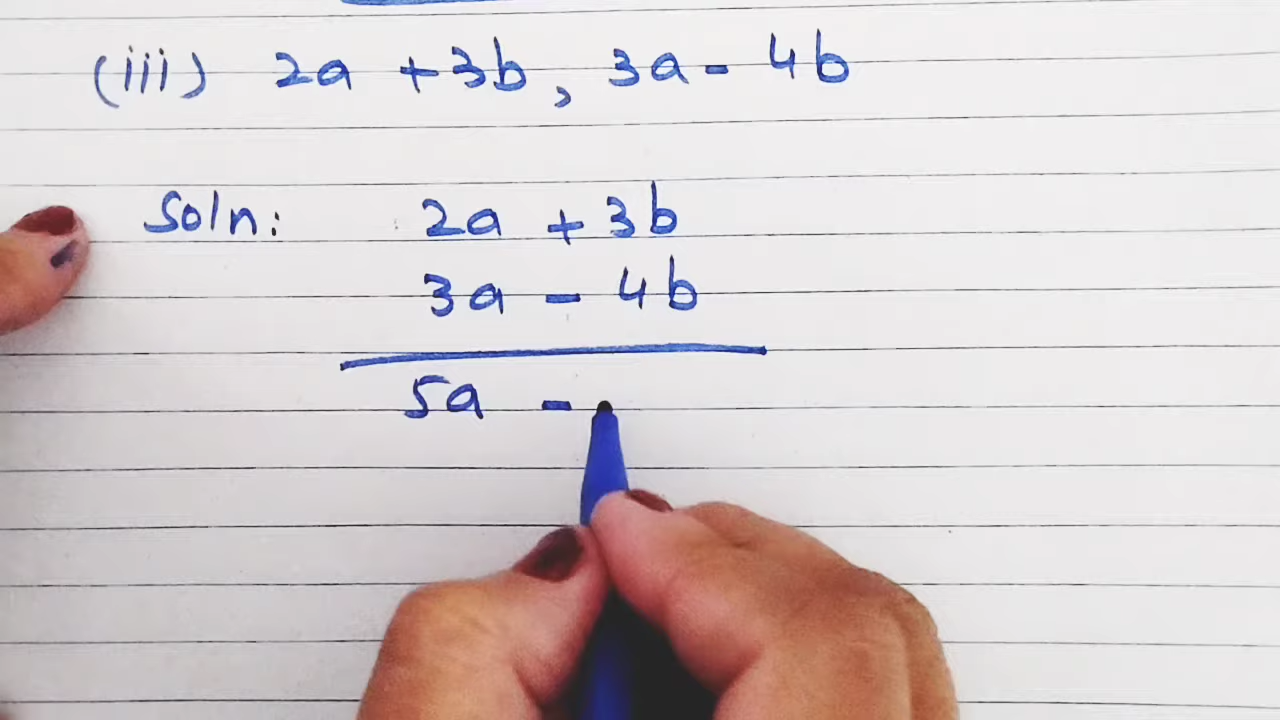 (iii) 2a + 3b, 3a - 4b
Soln: 2a + 3b
3a - 4b
5a -